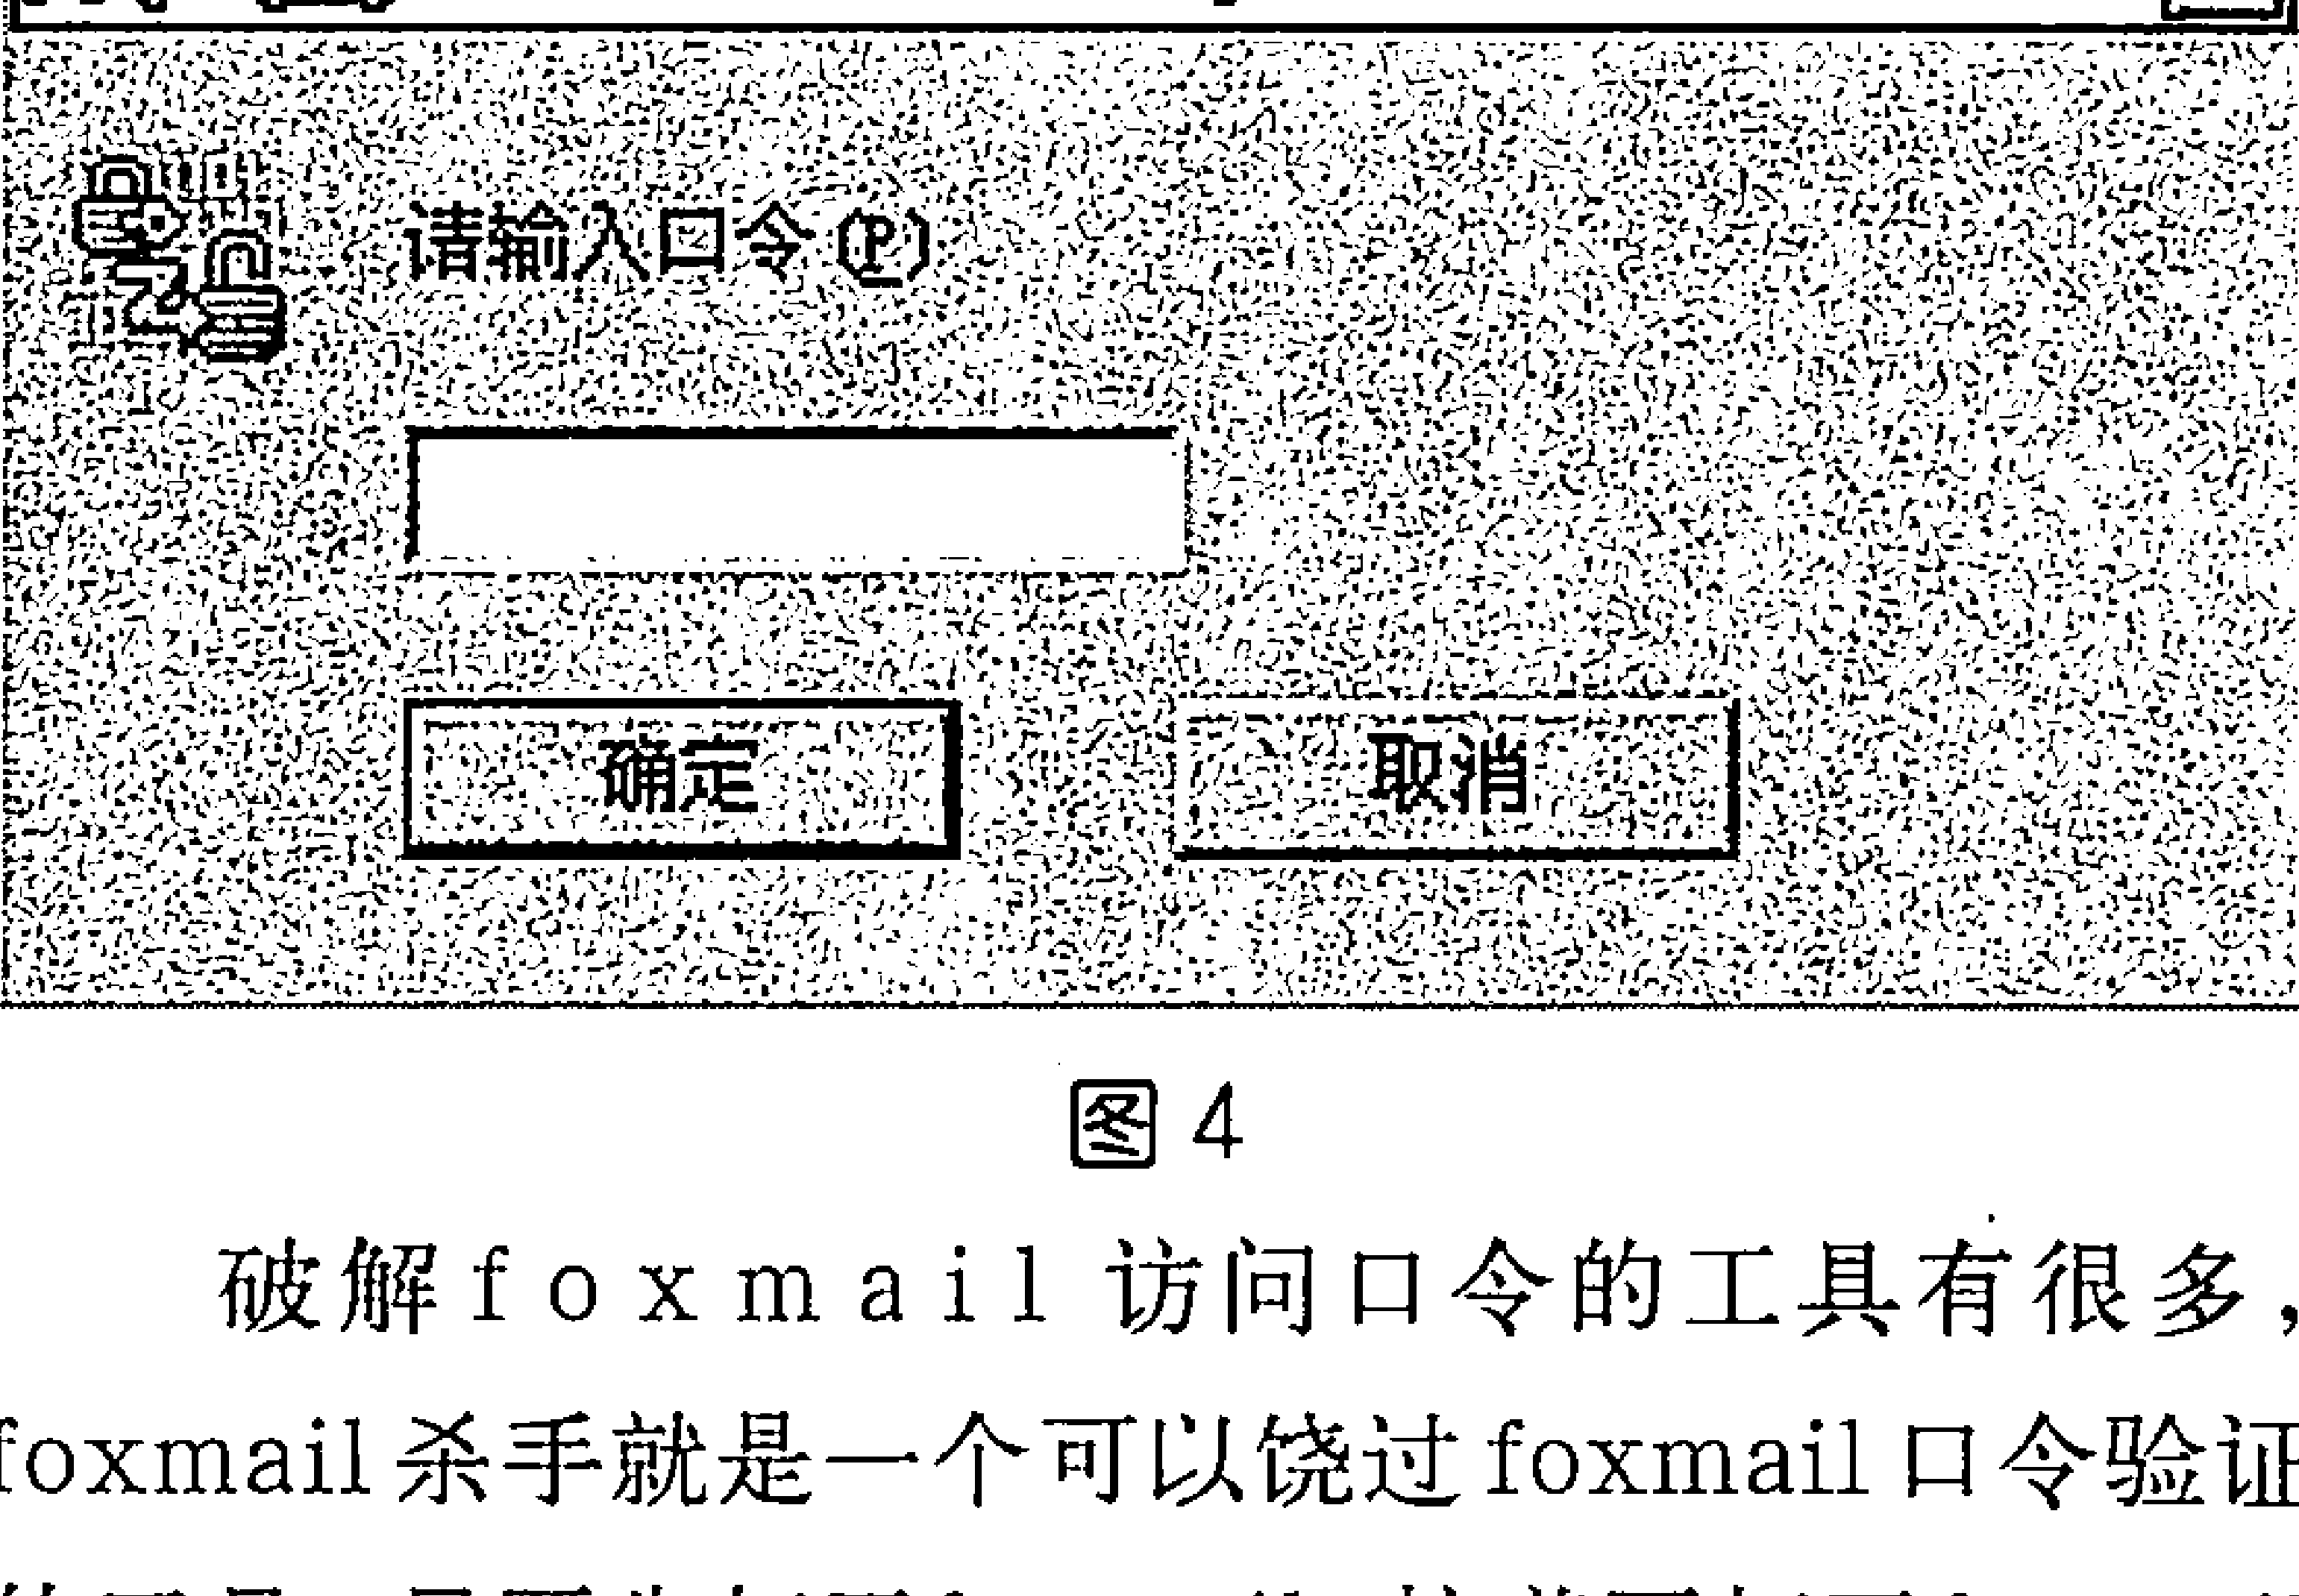 请输入口令(P)
确定
取消
图 4
破解foxmail访问口令的工具有很多，
foxmail杀手就是一个可以饶过foxmail口令验证